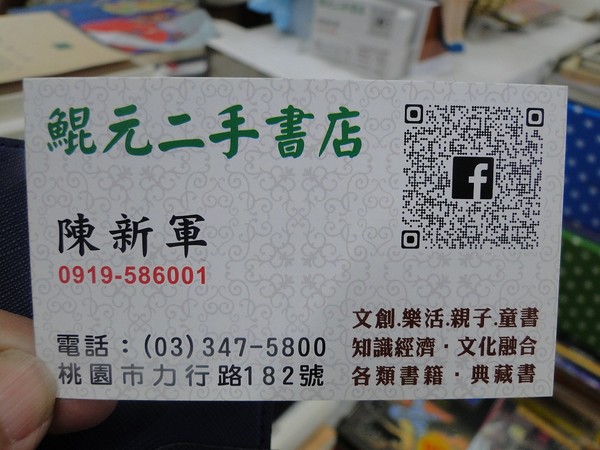 鯤元二手書店
陳新軍
0919-586001
電話：(03)347-5800
桃園市力行路182號
文創.樂活.親子.童書
知識經濟·文化融合
各類書籍·典藏書